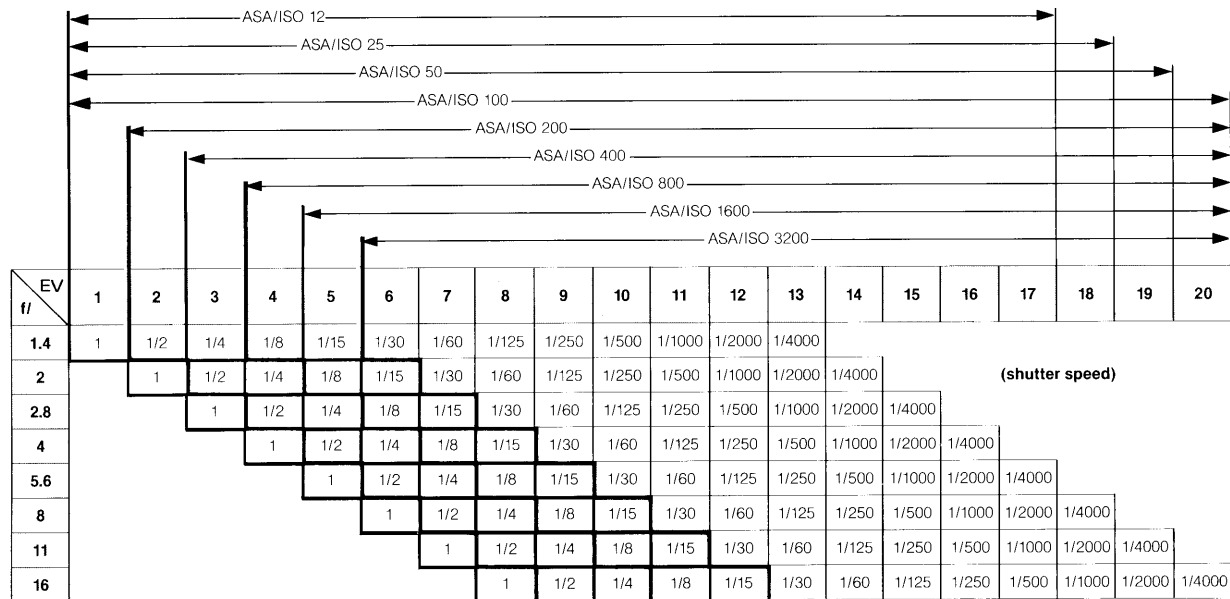 ASA/ISO 12
ASA/ISO 25
ASA/ISO 50
ASA/ISO 100
ASA/ISO 200
ASA/ISO 400
ASA/ISO 800
ASA/ISO 1600
ASA/ISO 3200
EV f/ 1 2 3 4 5 6 7 8 9 10 11 12 13 14 15 16 17 18 19 20
1.4 1 1/2 1/4 1/8 1/15 1/30 1/60 1/125 1/250 1/500 1/1000 1/2000 1/4000
2 1 1/2 1/4 1/8 1/15 1/30 1/60 1/125 1/250 1/500 1/1000 1/2000 1/4000 (shutter speed)
2.8 1 1/2 1/4 1/8 1/15 1/30 1/60 1/125 1/250 1/500 1/1000 1/2000 1/4000
4 1 1/2 1/4 1/8 1/15 1/30 1/60 1/125 1/250 1/500 1/1000 1/2000 1/4000
5.6 1 1/2 1/4 1/8 1/15 1/30 1/60 1/125 1/250 1/500 1/1000 1/2000 1/4000
8 1 1/2 1/4 1/8 1/15 1/30 1/60 1/125 1/250 1/500 1/1000 1/2000 1/4000
11 1 1/2 1/4 1/8 1/15 1/30 1/60 1/125 1/250 1/500 1/1000 1/2000 1/4000
16 1 1/2 1/4 1/8 1/15 1/30 1/60 1/125 1/250 1/500 1/1000 1/2000 1/4000